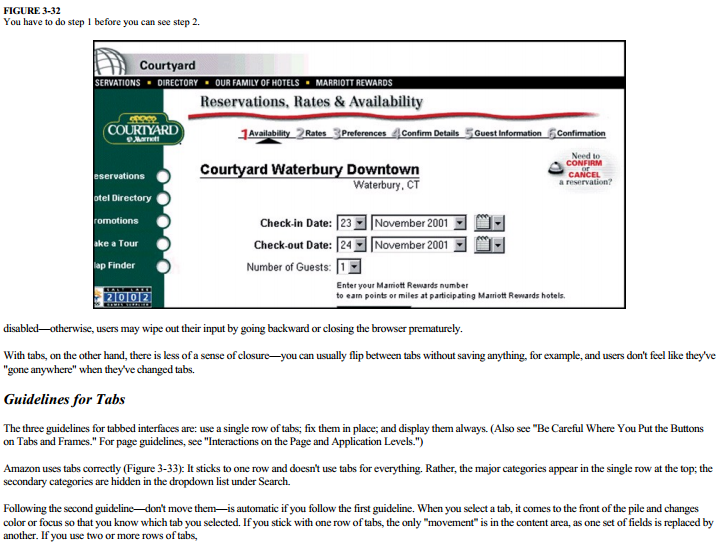 FIGURE 3-32
You have to do step 1 before you can see step 2.
Courtyard
SERVATIONS ▪ DIRECTORY ▪ OUR FAMILY OF HOTELS ▪ MARRIOTT REWARDS
Reservations, Rates & Availability
COURTYARD
Marriott
1 Availability 2 Rates 3 Preferences 4 Confirm Details 5 Guest Information 6 Confirmation
Need to
CONFIRM
or
CANCEL
a reservation?
Courtyard Waterbury Downtown
Waterbury, CT
eservations
otel Directory
romotions
ake a Tour
lap Finder
Check-in Date: 23 November 2001
Check-out Date: 24 November 2001
Number of Guests: 1
Enter your Marriott Rewards number
to earn points or miles at participating Marriott Rewards hotels.
SALT LAKE
2002
disabled—otherwise, users may wipe out their input by going backward or closing the browser prematurely.
With tabs, on the other hand, there is less of a sense of closure—you can usually flip between tabs without saving anything, for example, and users don't feel like they've
"gone anywhere" when they've changed tabs.
Guidelines for Tabs
The three guidelines for tabbed interfaces are: use a single row of tabs; fix them in place; and display them always. (Also see "Be Careful Where You Put the Buttons
on Tabs and Frames." For page guidelines, see "Interactions on the Page and Application Levels.")
Amazon uses tabs correctly (Figure 3-33): It sticks to one row and doesn't use tabs for everything. Rather, the major categories appear in the single row at the top; the
secondary categories are hidden in the dropdown list under Search.
Following the second guideline—don't move them—is automatic if you follow the first guideline. When you select a tab, it comes to the front of the pile and changes
color or focus so that you know which tab you selected. If you stick with one row of tabs, the only "movement" is in the content area, as one set of fields is replaced by
another. If you use two or more rows of tabs,